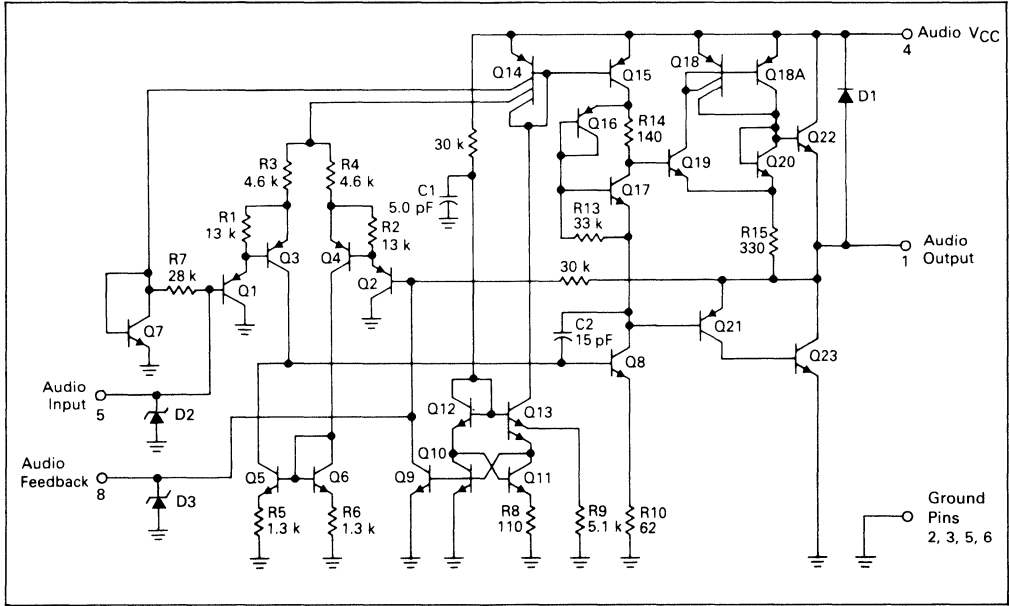 Audio VCC
4
Q14
Q15
Q18
Q18A
D1
Q16
R14
140
Q22
30 k
Q19
Q20
R3
4.6 k
R4
4.6 k
C1
5.0 pF
Q17
R1
13 k
R2
13 k
R13
33 k
R15
330
Audio
Output
1
Q3
Q4
R7
28 k
Q1
Q2
30 k
Q7
C2
15 pF
Q21
Q8
Q23
Audio
Input
5
D2
Q12
Q13
Audio
Feedback
8
Q10
Q5
Q6
Q9
Q11
D3
R5
1.3 k
R6
1.3 k
R8
110
R9
5.1 k
R10
62
Ground
Pins
2, 3, 5, 6